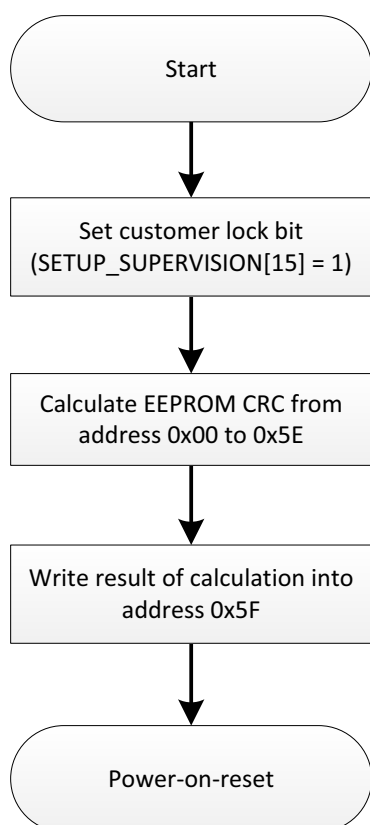 Start
Set customer lock bit
(SETUP_SUPERVISION[15] = 1)
Calculate EEPROM CRC from
address 0x00 to 0x5E
Write result of calculation into
address 0x5F
Power-on-reset